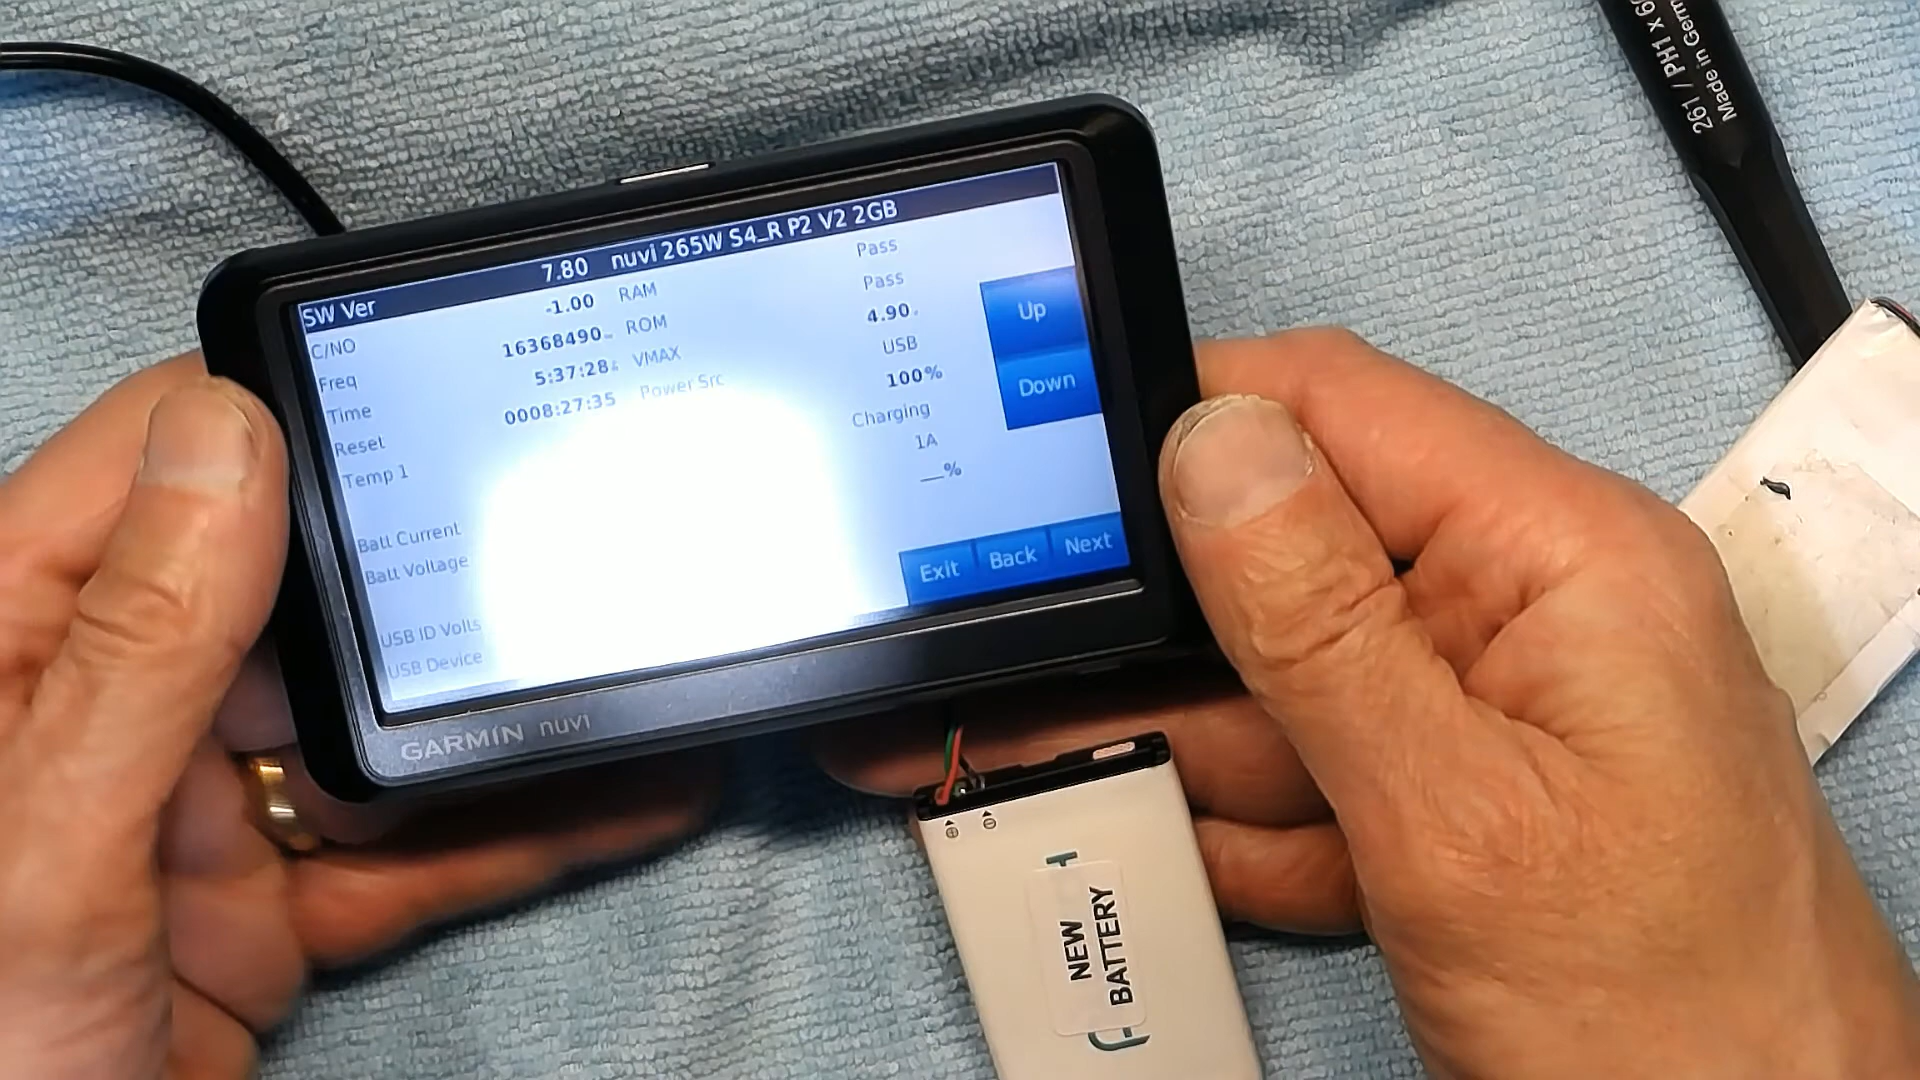 261 / PH1 x 60
Made in Germ
SW Ver 7.80 nuvi 265W S4_R P2 V2 2GB
C/NO -1.00 RAM Pass
Freq 16368490 ROM Pass
Time 5:37:28 VMAX 4.90
Reset 0008:27:35 Power Src USB
Temp 1 100%
Charging
Batt Current 1A
Batt Voltage __%
USB ID Volts
USB Device
Up
Down
Exit Back Next
GARMIN nuvi
NEW
BATTERY